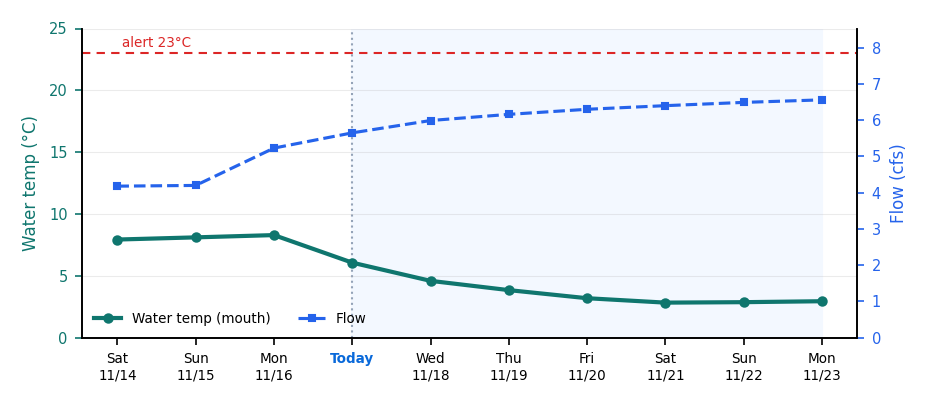 alert 23°C
25
20
15
10
5
0
Water temp (°C)
8
7
6
5
4
3
2
1
0
Flow (cfs)
Water temp (mouth)
Flow
Sat
11/14
Sun
11/15
Mon
11/16
Today
Wed
11/18
Thu
11/19
Fri
11/20
Sat
11/21
Sun
11/22
Mon
11/23